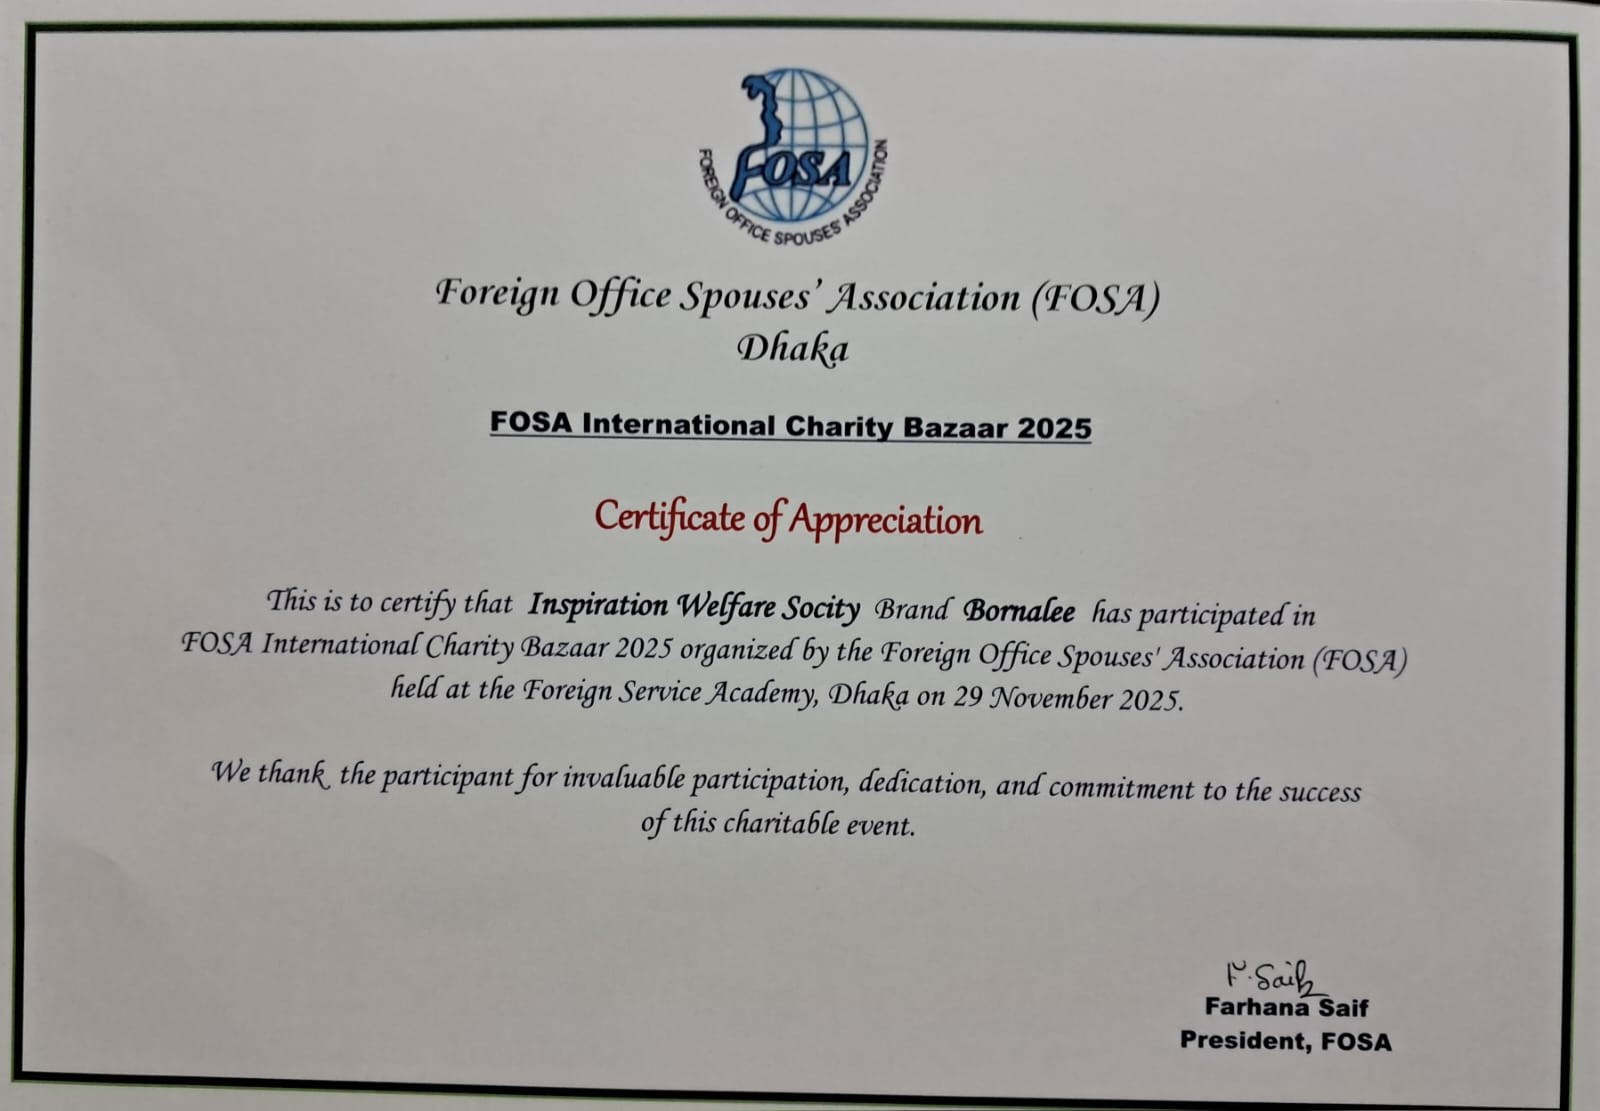 FOSA
FOREIGN OFFICE SPOUSES' ASSOCIATION
Foreign Office Spouses’ Association (FOSA)
Dhaka
FOSA International Charity Bazaar 2025
Certificate of Appreciation
This is to certify that Inspiration Welfare Socity Brand Bornalee has participated in
FOSA International Charity Bazaar 2025 organized by the Foreign Office Spouses' Association (FOSA)
held at the Foreign Service Academy, Dhaka on 29 November 2025.
We thank the participant for invaluable participation, dedication, and commitment to the success
of this charitable event.
F. Saif
Farhana Saif
President, FOSA